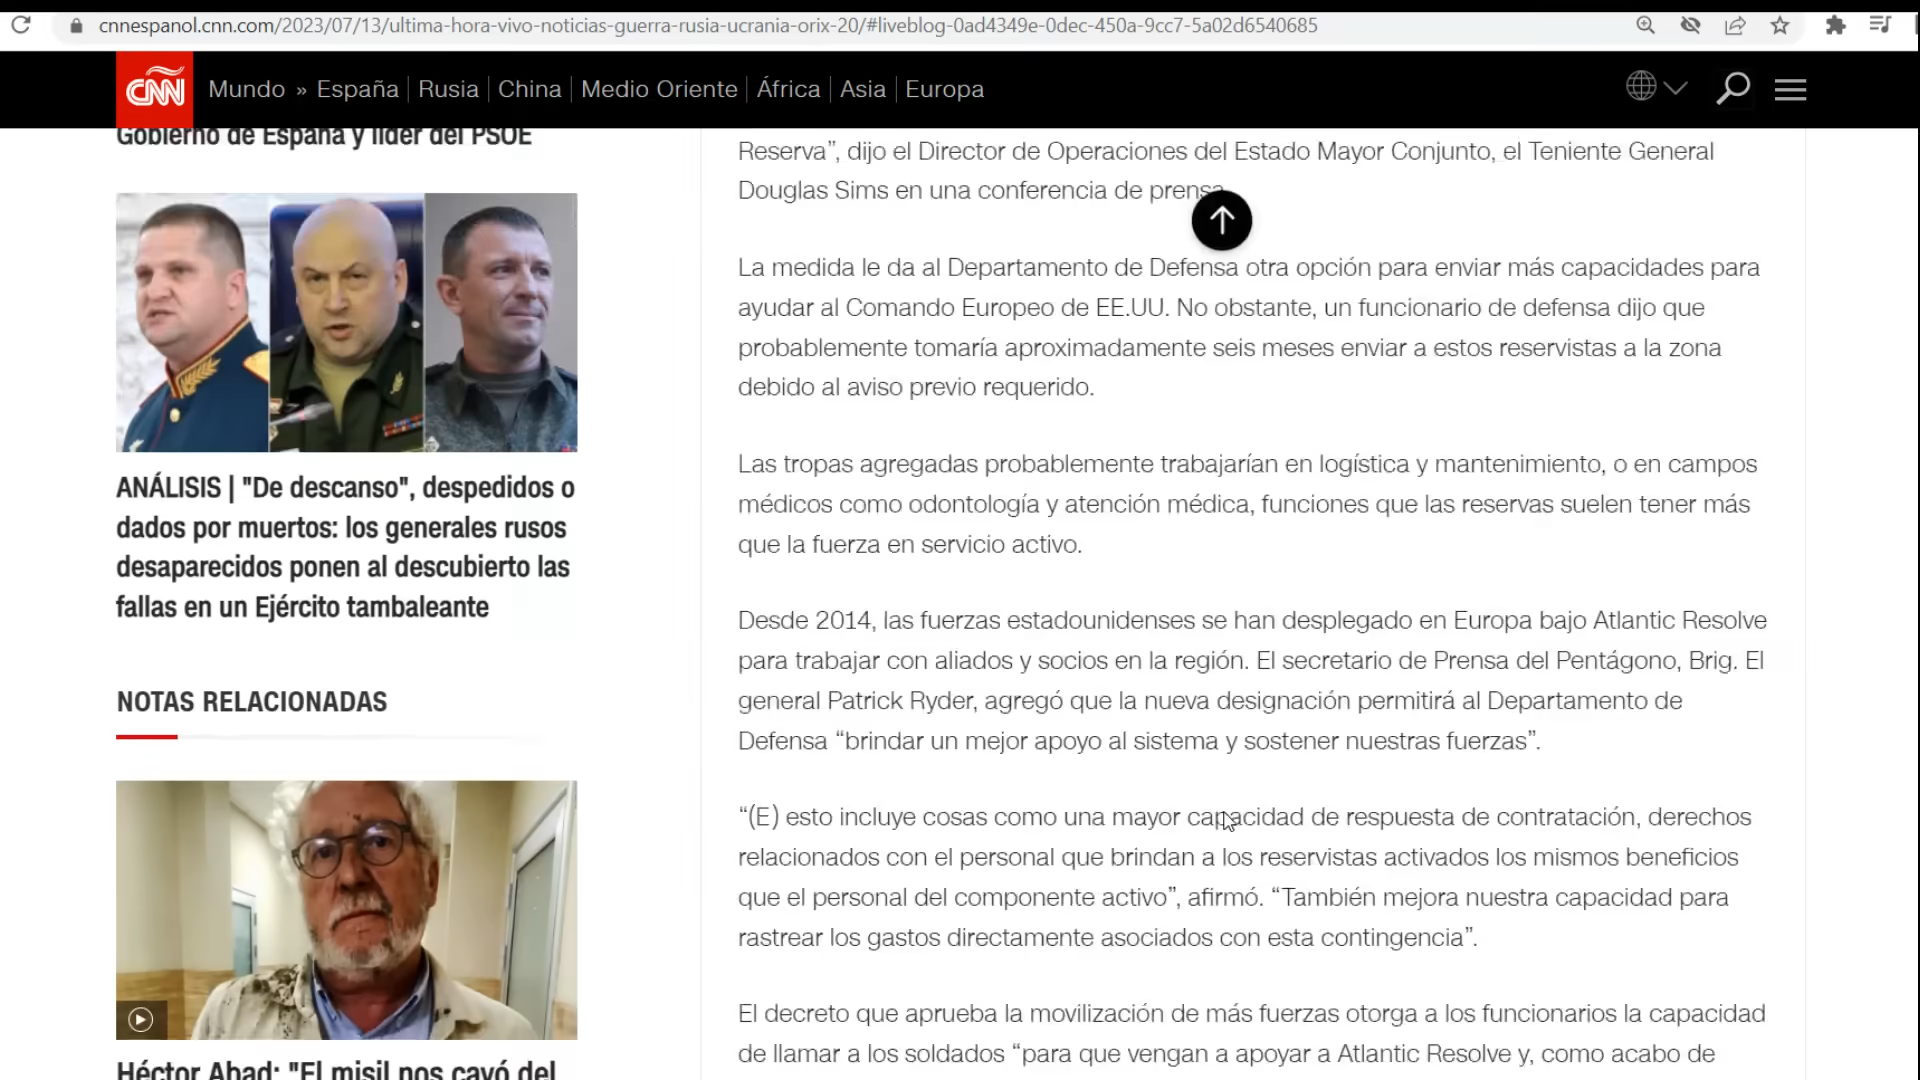 cnnespanol.cnn.com/2023/07/13/ultima-hora-vivo-noticias-guerra-rusia-ucrania-orix-20/#liveblog-0ad4349e-0dec-450a-9cc7-5a02d6540685
CNN Mundo » España Rusia China Medio Oriente África Asia Europa
Gobierno de España y líder del PSOE
ANÁLISIS | "De descanso", despedidos o
dados por muertos: los generales rusos
desaparecidos ponen al descubierto las
fallas en un Ejército tambaleante
NOTAS RELACIONADAS
Héctor Abad: "El misil nos cayó del
Reserva”, dijo el Director de Operaciones del Estado Mayor Conjunto, el Teniente General
Douglas Sims en una conferencia de prensa.
La medida le da al Departamento de Defensa otra opción para enviar más capacidades para
ayudar al Comando Europeo de EE.UU. No obstante, un funcionario de defensa dijo que
probablemente tomaría aproximadamente seis meses enviar a estos reservistas a la zona
debido al aviso previo requerido.
Las tropas agregadas probablemente trabajarían en logística y mantenimiento, o en campos
médicos como odontología y atención médica, funciones que las reservas suelen tener más
que la fuerza en servicio activo.
Desde 2014, las fuerzas estadounidenses se han desplegado en Europa bajo Atlantic Resolve
para trabajar con aliados y socios en la región. El secretario de Prensa del Pentágono, Brig. El
general Patrick Ryder, agregó que la nueva designación permitirá al Departamento de
Defensa “brindar un mejor apoyo al sistema y sostener nuestras fuerzas”.
“(E) esto incluye cosas como una mayor capacidad de respuesta de contratación, derechos
relacionados con el personal que brindan a los reservistas activados los mismos beneficios
que el personal del componente activo”, afirmó. “También mejora nuestra capacidad para
rastrear los gastos directamente asociados con esta contingencia”.
El decreto que aprueba la movilización de más fuerzas otorga a los funcionarios la capacidad
de llamar a los soldados “para que vengan a apoyar a Atlantic Resolve y, como acabo de